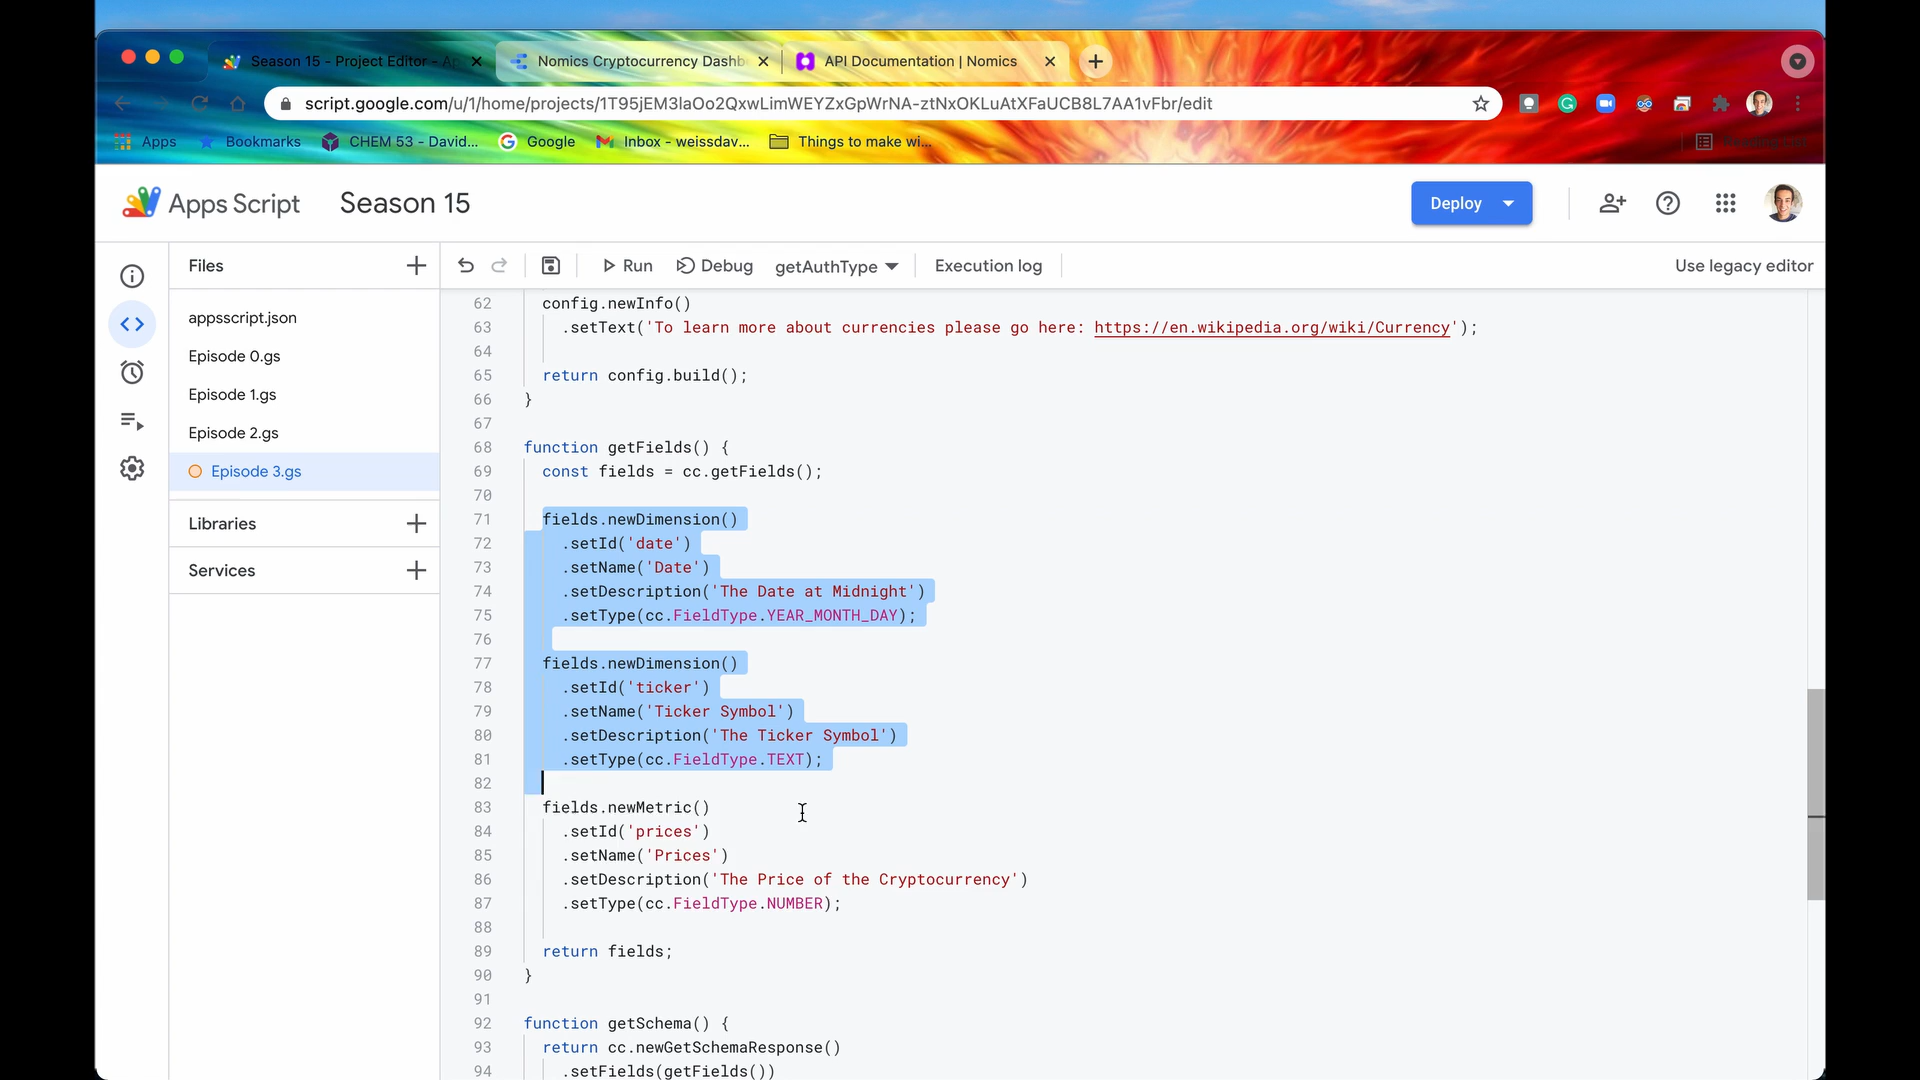 Season 15 - Project Editor - Ap
Nomics Cryptocurrency Dashb
API Documentation | Nomics
script.google.com/u/1/home/projects/1T95jEM3laOo2QxwLimWEYZxGpWrNA-ztNxOKLuAtXFaUCB8L7AA1vFbr/edit
Apps
Bookmarks
CHEM 53 - David...
Google
Inbox - weissdav...
Things to make wi...
Reading List
Apps Script
Season 15
Deploy
Files
Run
Debug
getAuthType
Execution log
Use legacy editor
appsscript.json
Episode 0.gs
Episode 1.gs
Episode 2.gs
Episode 3.gs
Libraries
Services
62 config.newInfo()
63 .setText('To learn more about currencies please go here: https://en.wikipedia.org/wiki/Currency');
64
65 return config.build();
66 }
67
68 function getFields() {
69 const fields = cc.getFields();
70
71 fields.newDimension()
72 .setId('date')
73 .setName('Date')
74 .setDescription('The Date at Midnight')
75 .setType(cc.FieldType.YEAR_MONTH_DAY);
76
77 fields.newDimension()
78 .setId('ticker')
79 .setName('Ticker Symbol')
80 .setDescription('The Ticker Symbol')
81 .setType(cc.FieldType.TEXT);
82
83 fields.newMetric()
84 .setId('prices')
85 .setName('Prices')
86 .setDescription('The Price of the Cryptocurrency')
87 .setType(cc.FieldType.NUMBER);
88
89 return fields;
90 }
91
92 function getSchema() {
93 return cc.newGetSchemaResponse()
94 .setFields(getFields())